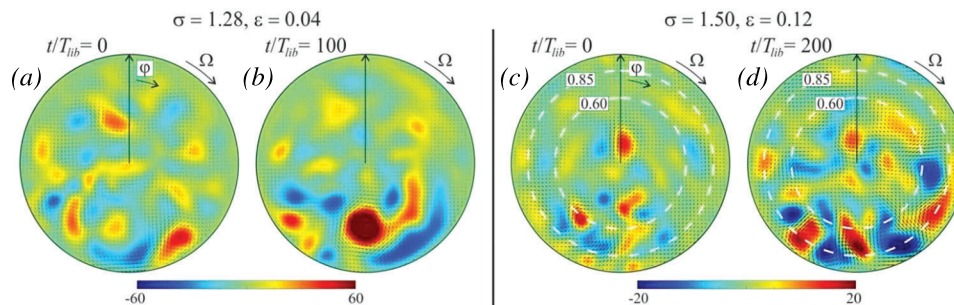 σ = 1.28, ε = 0.04
σ = 1.50, ε = 0.12
t/T_lib = 0
t/T_lib = 100
t/T_lib = 0
t/T_lib = 200
(a)
φ
Ω
(b)
Ω
(c)
φ
Ω
0.85
0.60
(d)
Ω
0.85
0.60
-60
60
-20
20